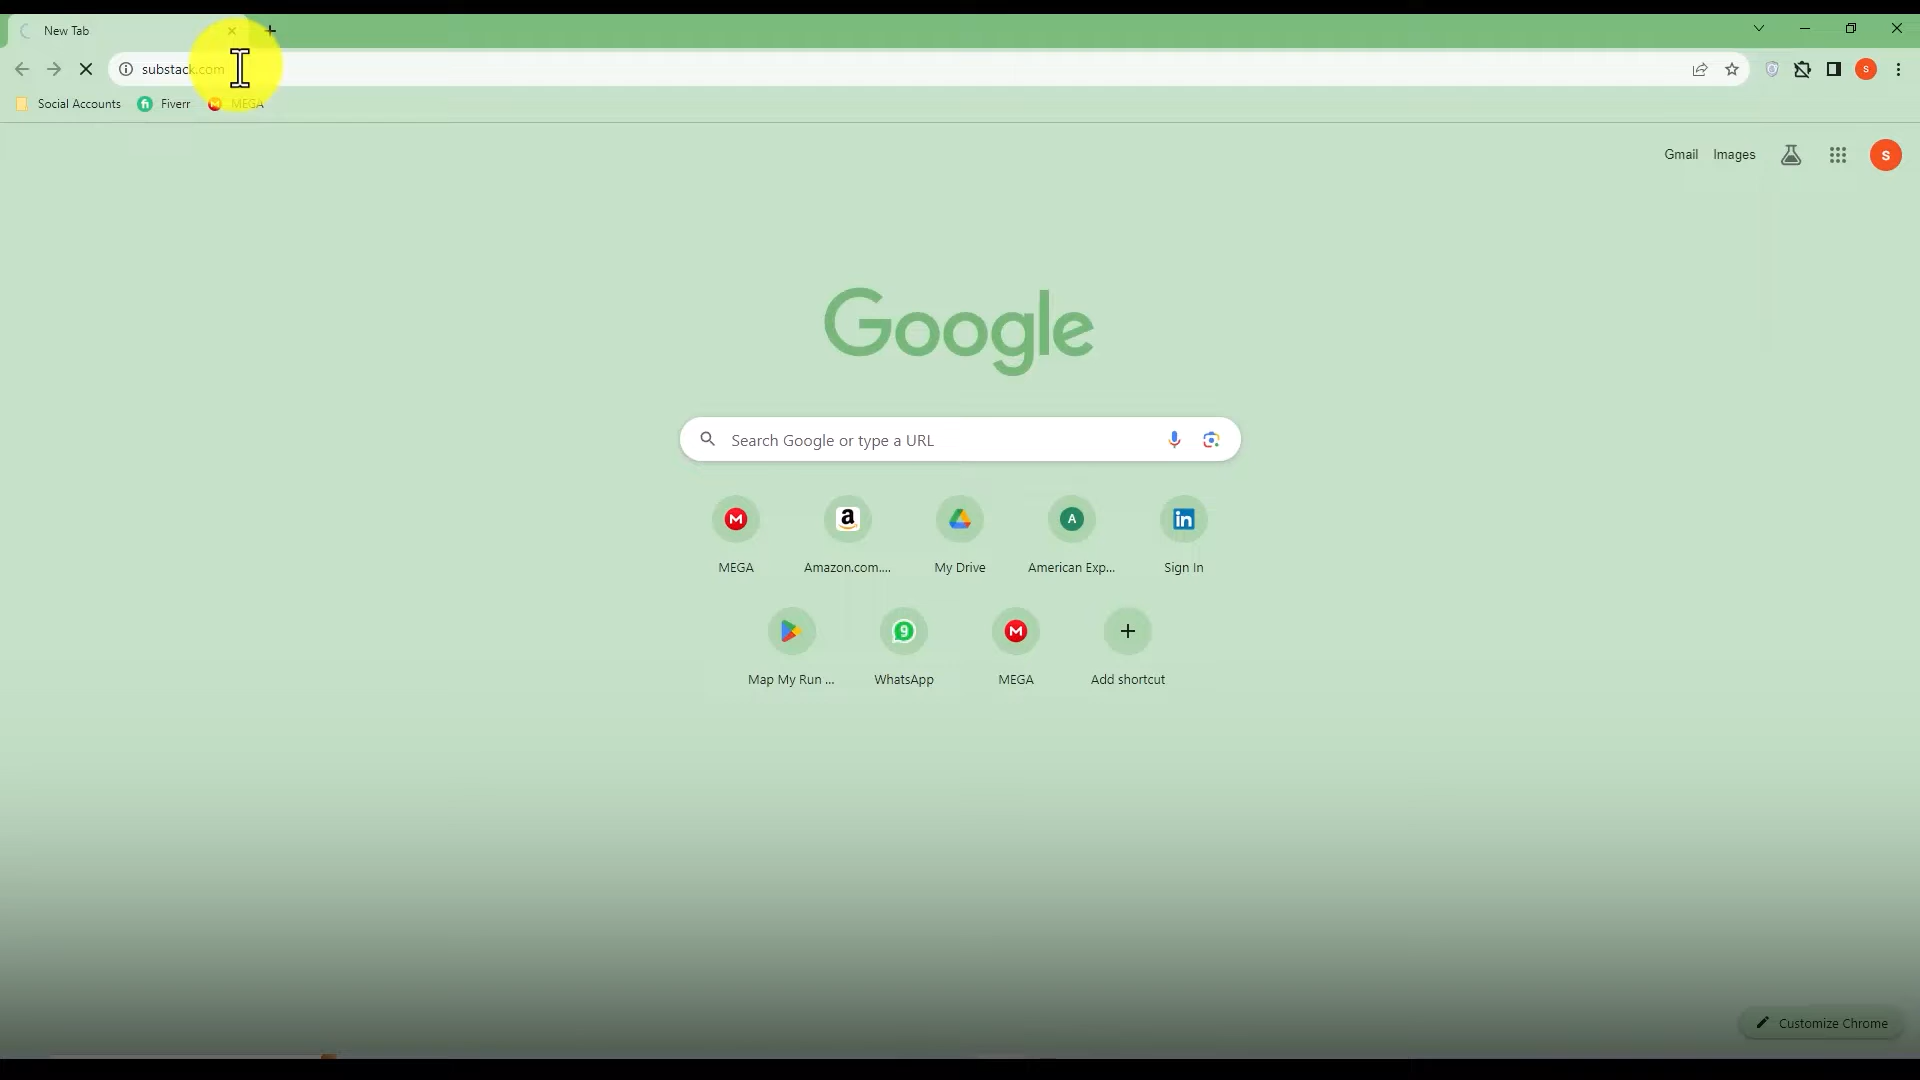 New Tab
substack.com
Social Accounts
Fiverr
MEGA
Gmail
Images
S
S
Google
Search Google or type a URL
MEGA
Amazon.com....
My Drive
American Exp...
Sign In
Map My Run ...
WhatsApp
MEGA
Add shortcut
Customize Chrome